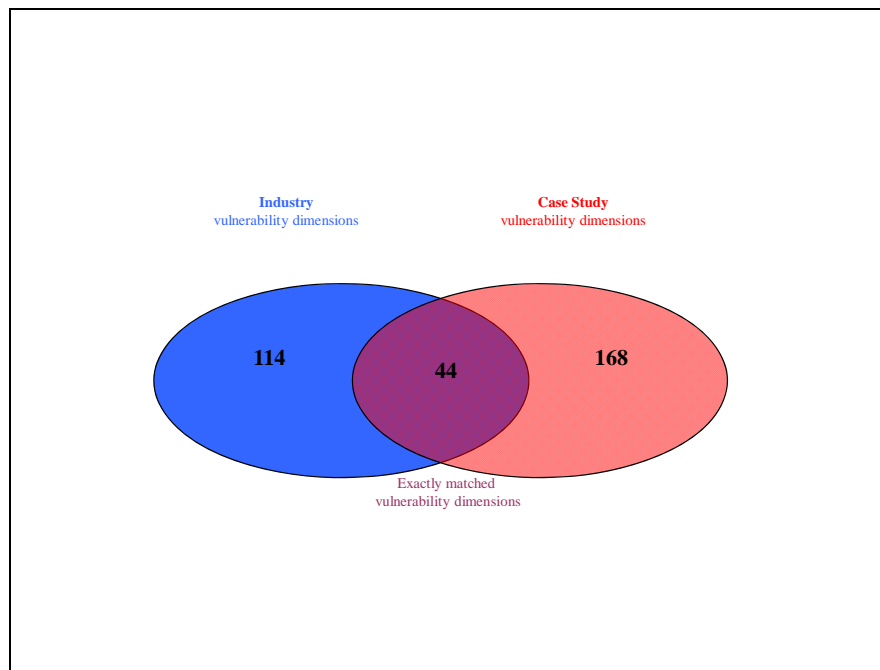 Industry
vulnerability dimensions
Case Study
vulnerability dimensions
114
44
168
Exactly matched
vulnerability dimensions